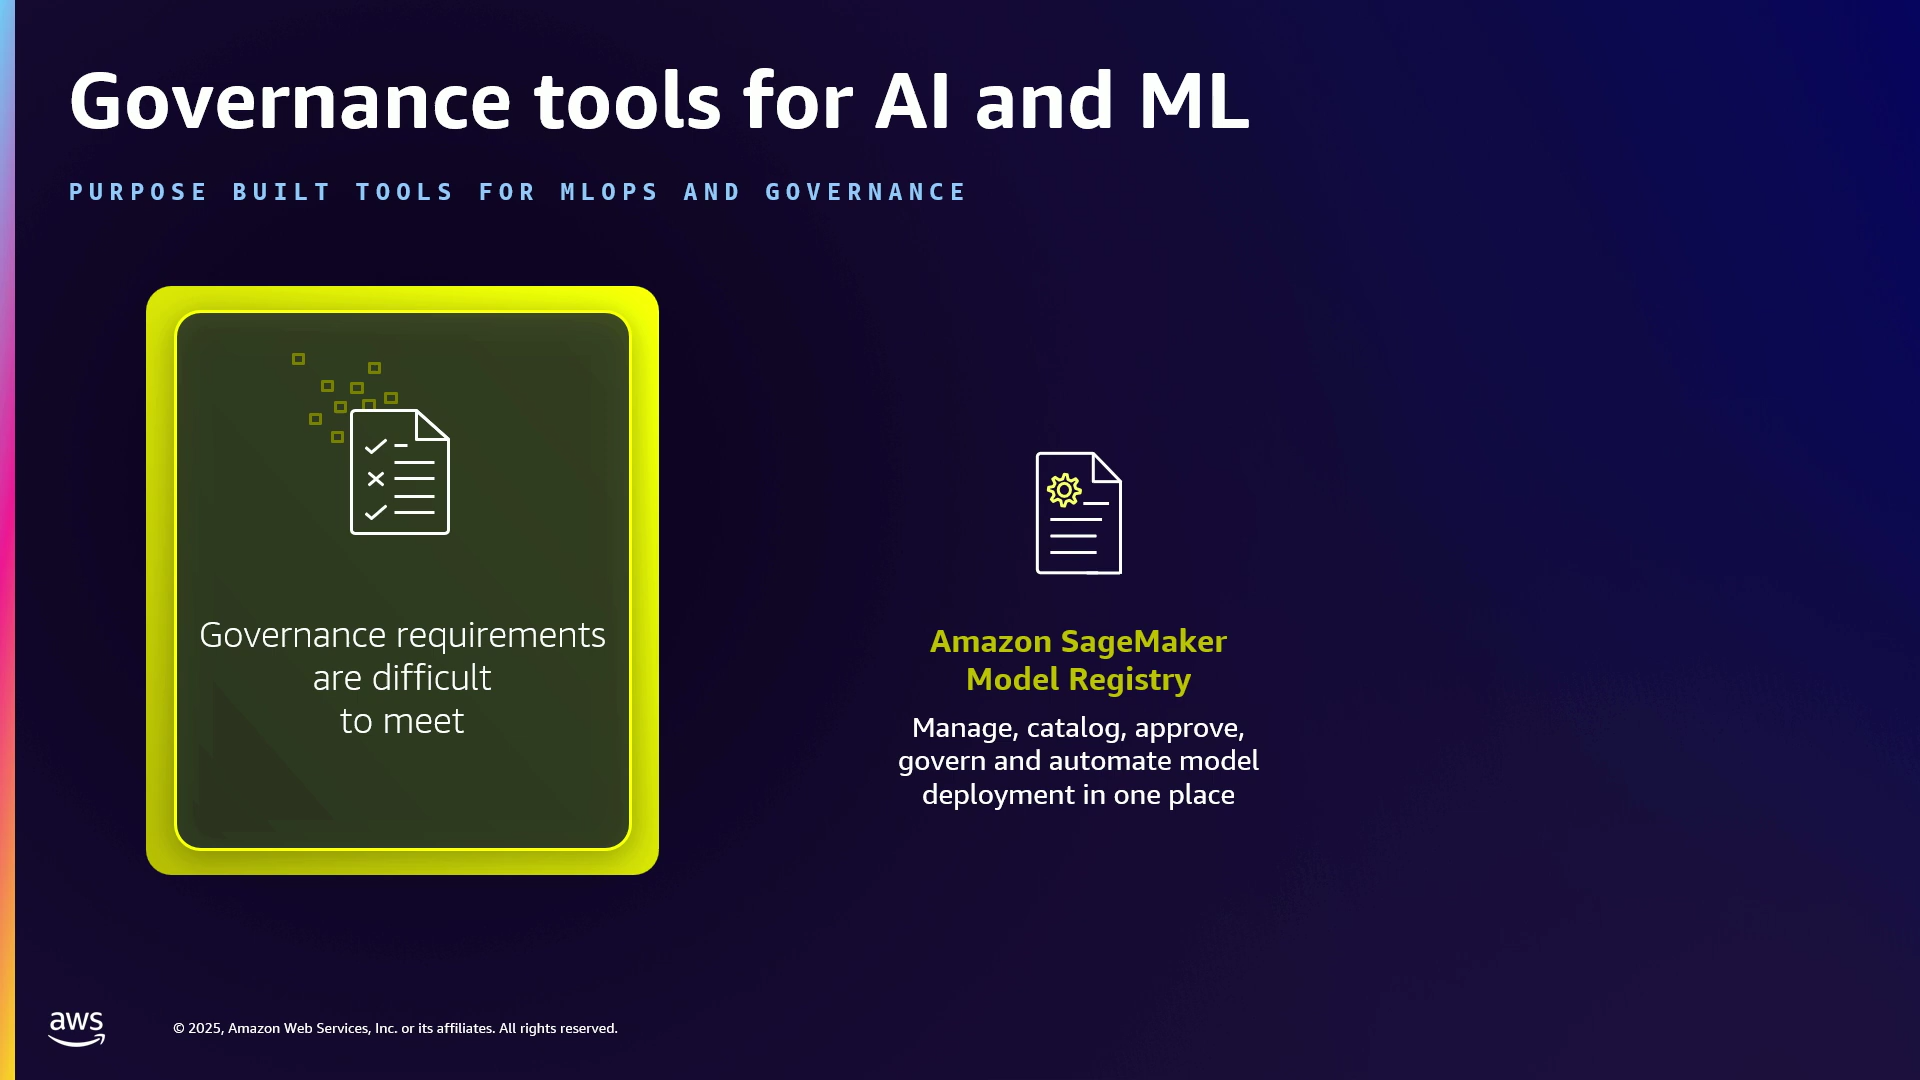 Governance tools for AI and ML
PURPOSE BUILT TOOLS FOR MLOPS AND GOVERNANCE
Governance requirements
are difficult
to meet
Amazon SageMaker
Model Registry
Manage, catalog, approve,
govern and automate model
deployment in one place
aws
© 2025, Amazon Web Services, Inc. or its affiliates. All rights reserved.